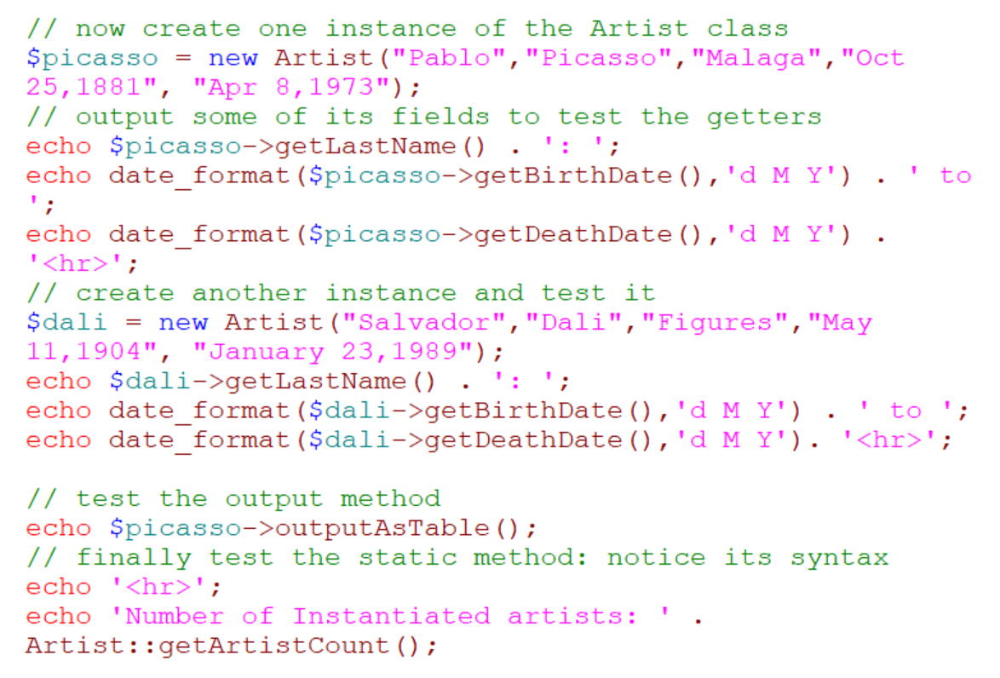 // now create one instance of the Artist class
$picasso = new Artist("Pablo","Picasso","Malaga","Oct
25,1881", "Apr 8,1973");
// output some of its fields to test the getters
echo $picasso->getLastName() . ': ';
echo date_format($picasso->getBirthDate(),'d M Y') . ' to
';
echo date_format($picasso->getDeathDate(),'d M Y') .
'<hr>';
// create another instance and test it
$dali = new Artist("Salvador","Dali","Figures","May
11,1904", "January 23,1989");
echo $dali->getLastName() . ': ';
echo date_format($dali->getBirthDate(),'d M Y') . ' to ';
echo date_format($dali->getDeathDate(),'d M Y'). '<hr>';
// test the output method
echo $picasso->outputAsTable();
// finally test the static method: notice its syntax
echo '<hr>';
echo 'Number of Instantiated artists: ' .
Artist::getArtistCount();